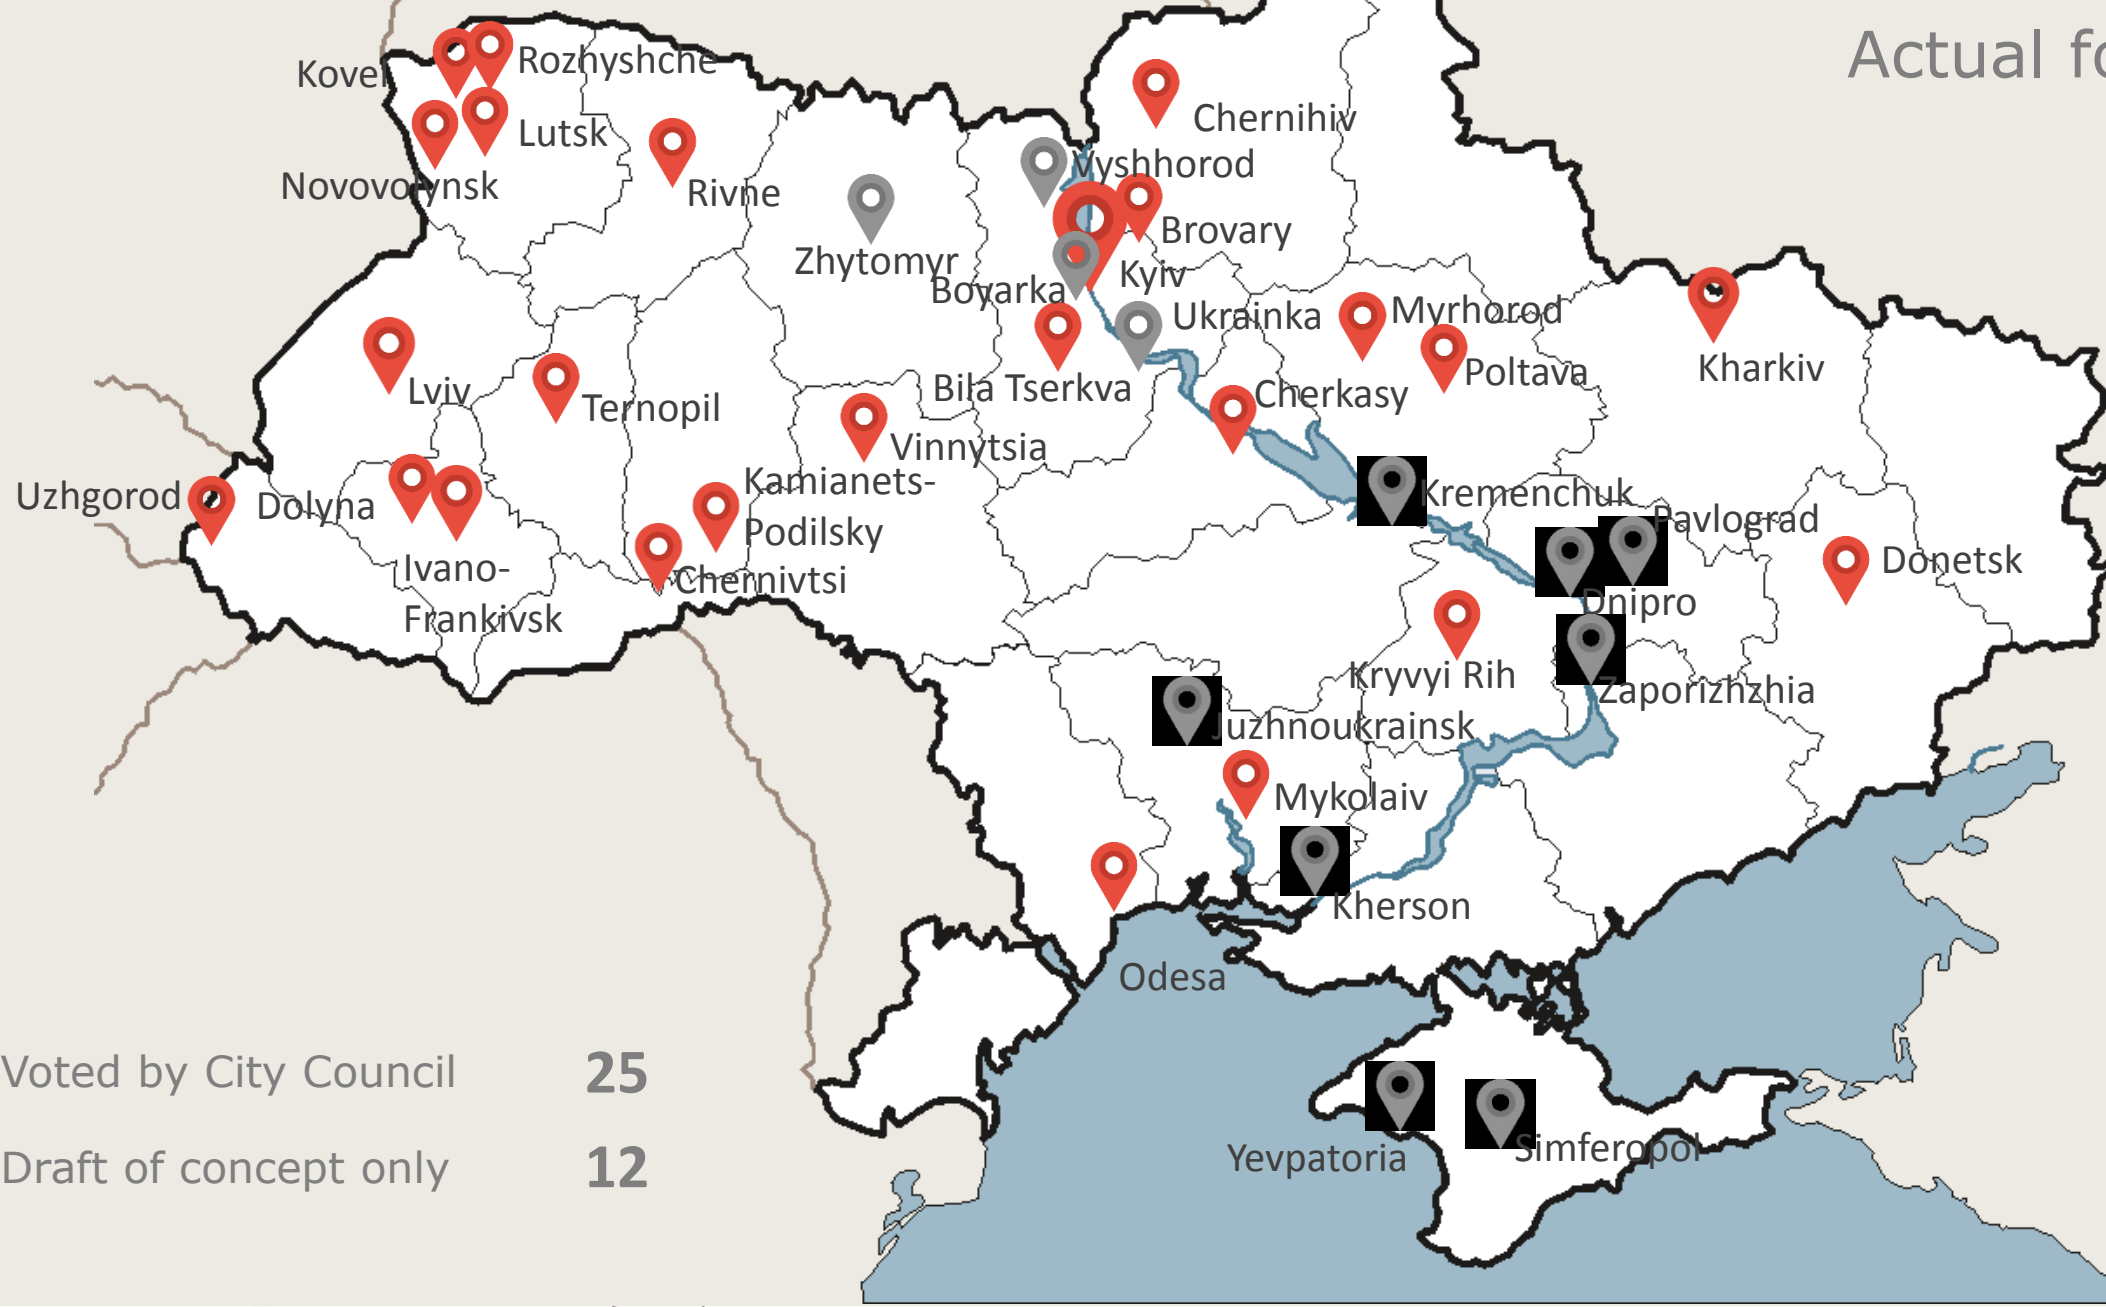 Actual fo
Kovel
Rozhyshche
Chernihiv
Lutsk
Vyshhorod
Novovolynsk
Rivne
Brovary
Zhytomyr
Kyiv
Boyarka
Ukrainka
Myrhorod
Kharkiv
Poltava
Lviv
Bila Tserkva
Cherkasy
Ternopil
Vinnytsia
Kamianets-
Podilsky
Uzhgorod
Dolyna
Kremenchuk
Pavlograd
Donetsk
Ivano-
Frankivsk
Chernivtsi
Dnipro
Kryvyi Rih
Zaporizhzhia
Juzhnoukrainsk
Mykolaiv
Kherson
Odesa
Voted by City Council 25
Yevpatoria
Simferopol
Draft of concept only 12